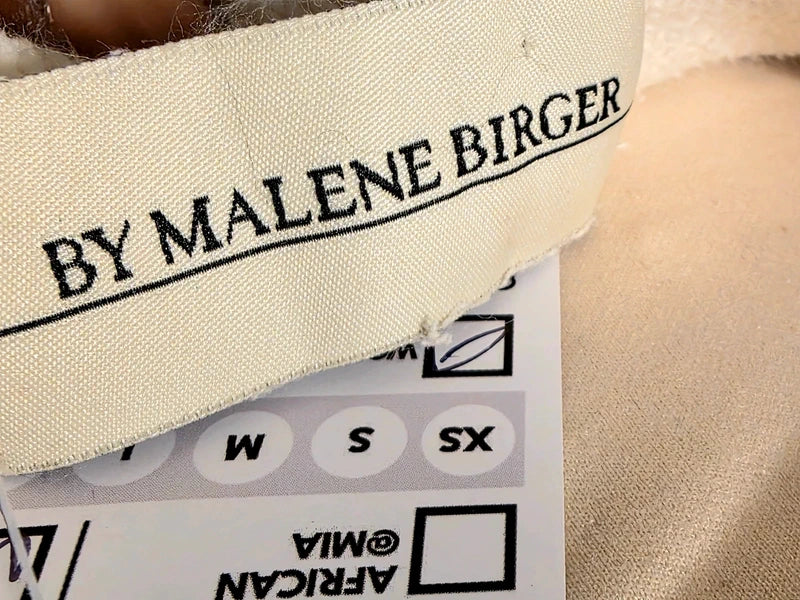 BY MALENE BIRGER
AFRICAN
@MIA
XS S M